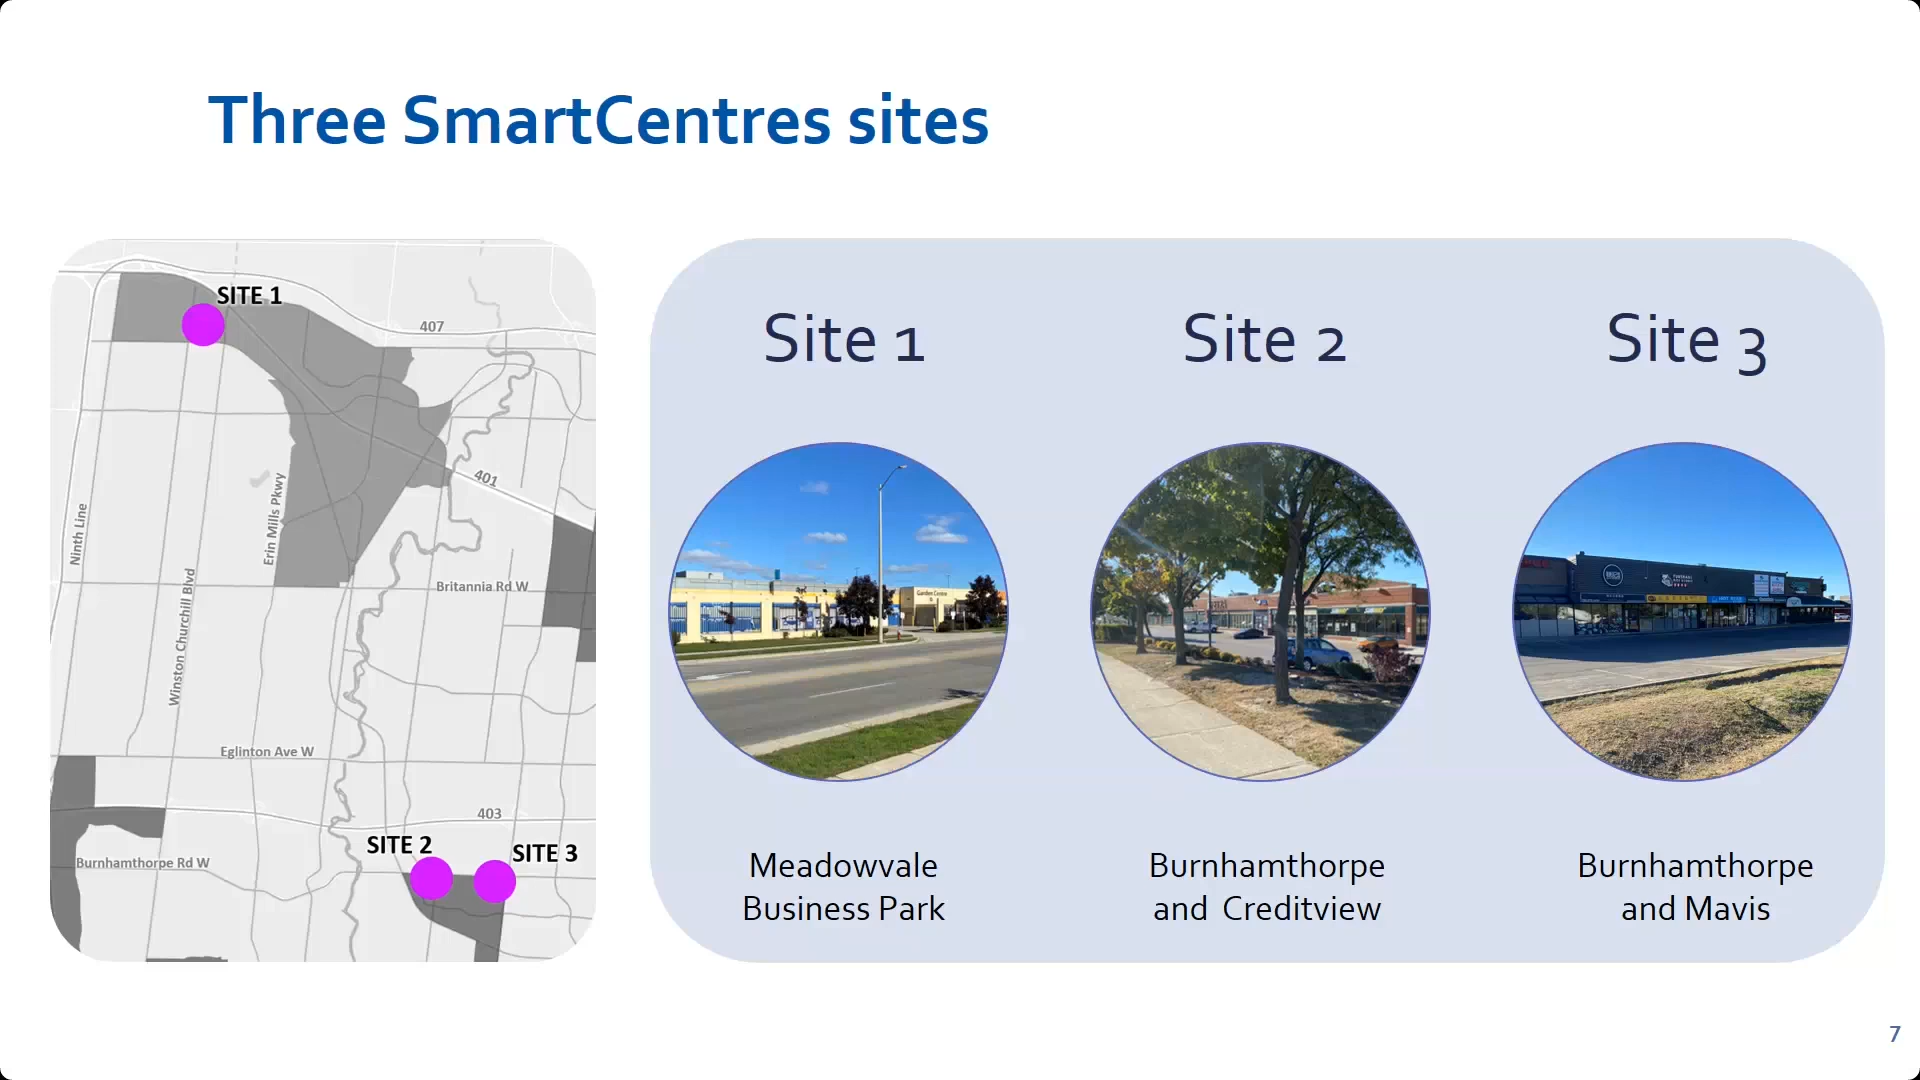 Three SmartCentres sites
SITE 1
407
401
Ninth Line
Erin Mills Pkwy
Winston Churchill Blvd
Britannia Rd W
Eglinton Ave W
403
SITE 2
SITE 3
Burnhamthorpe Rd W
Site 1
Site 2
Site 3
Garden Centre
Meadowvale
Business Park
Burnhamthorpe
and Creditview
Burnhamthorpe
and Mavis
7